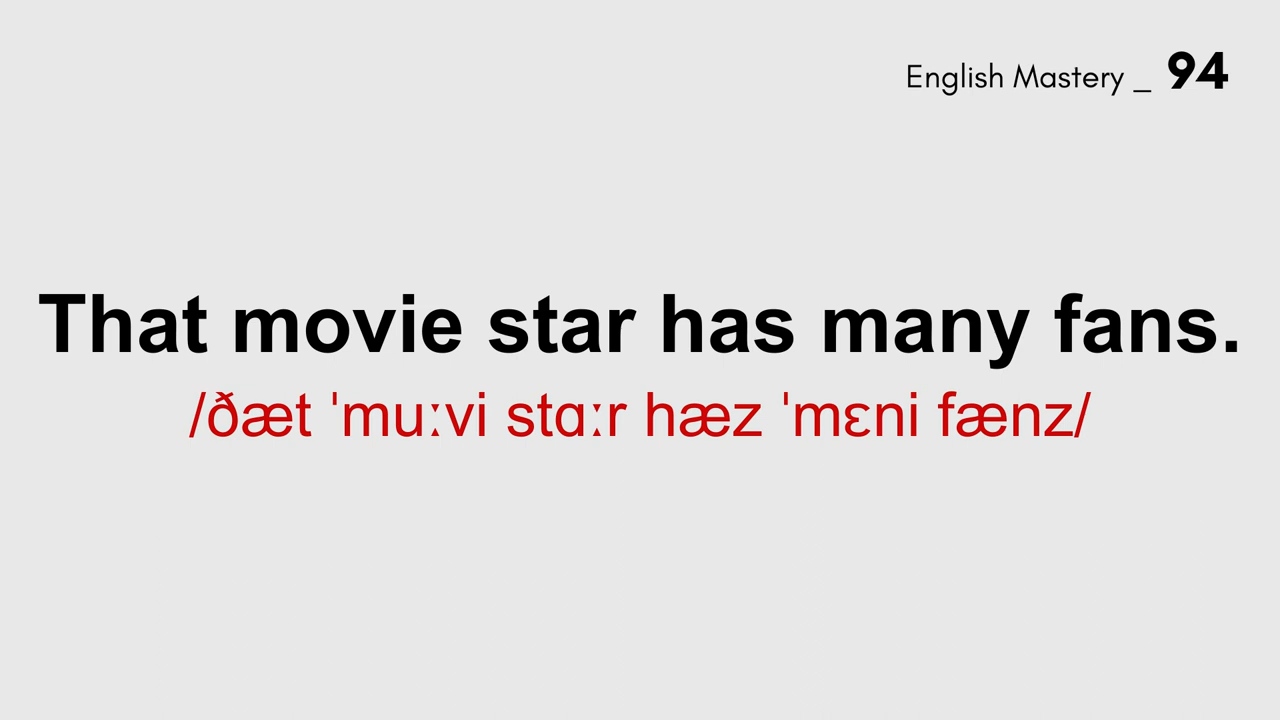 English Mastery _ 94
That movie star has many fans.
/ðæt ˈmuːvi stɑːr hæz ˈmɛni fænz/